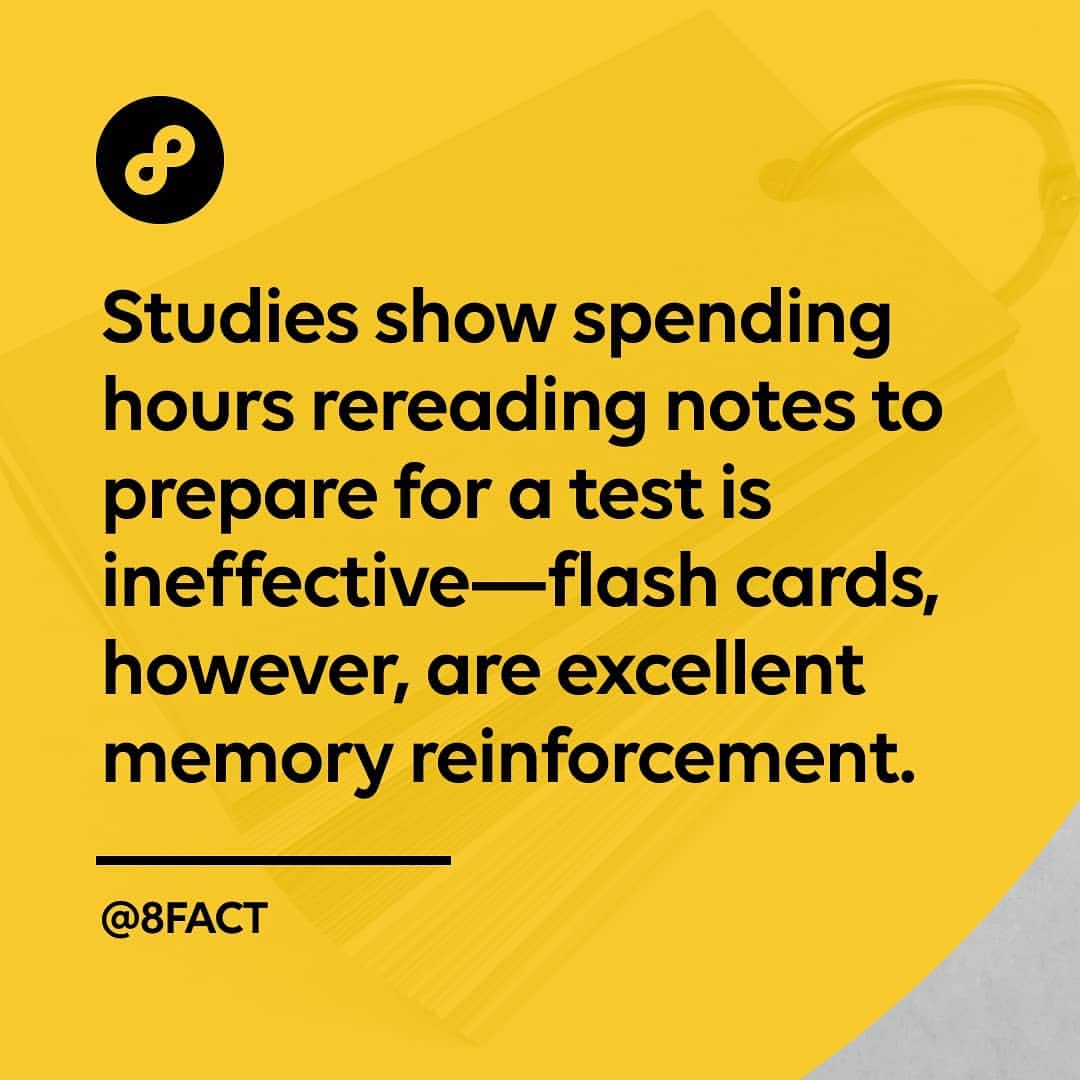 Studies show spending
hours rereading notes to
prepare for a test is
ineffective—flash cards,
however, are excellent
memory reinforcement.
@8FACT